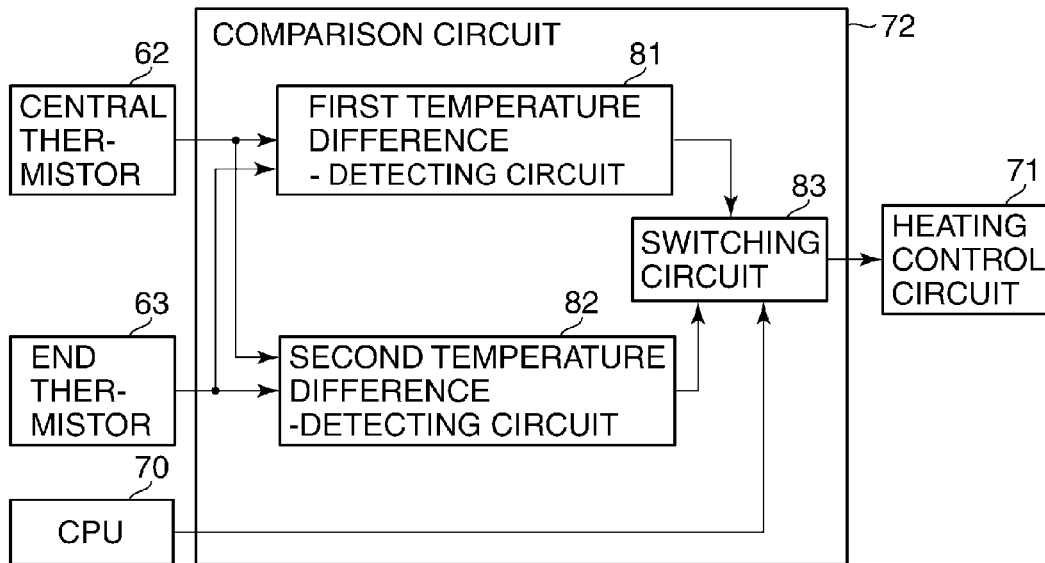 COMPARISON CIRCUIT
72
62
CENTRAL
THER-
MISTOR
81
FIRST TEMPERATURE
DIFFERENCE
- DETECTING CIRCUIT
83
SWITCHING
CIRCUIT
71
HEATING
CONTROL
CIRCUIT
63
END
THER-
MISTOR
82
SECOND TEMPERATURE
DIFFERENCE
-DETECTING CIRCUIT
70
CPU